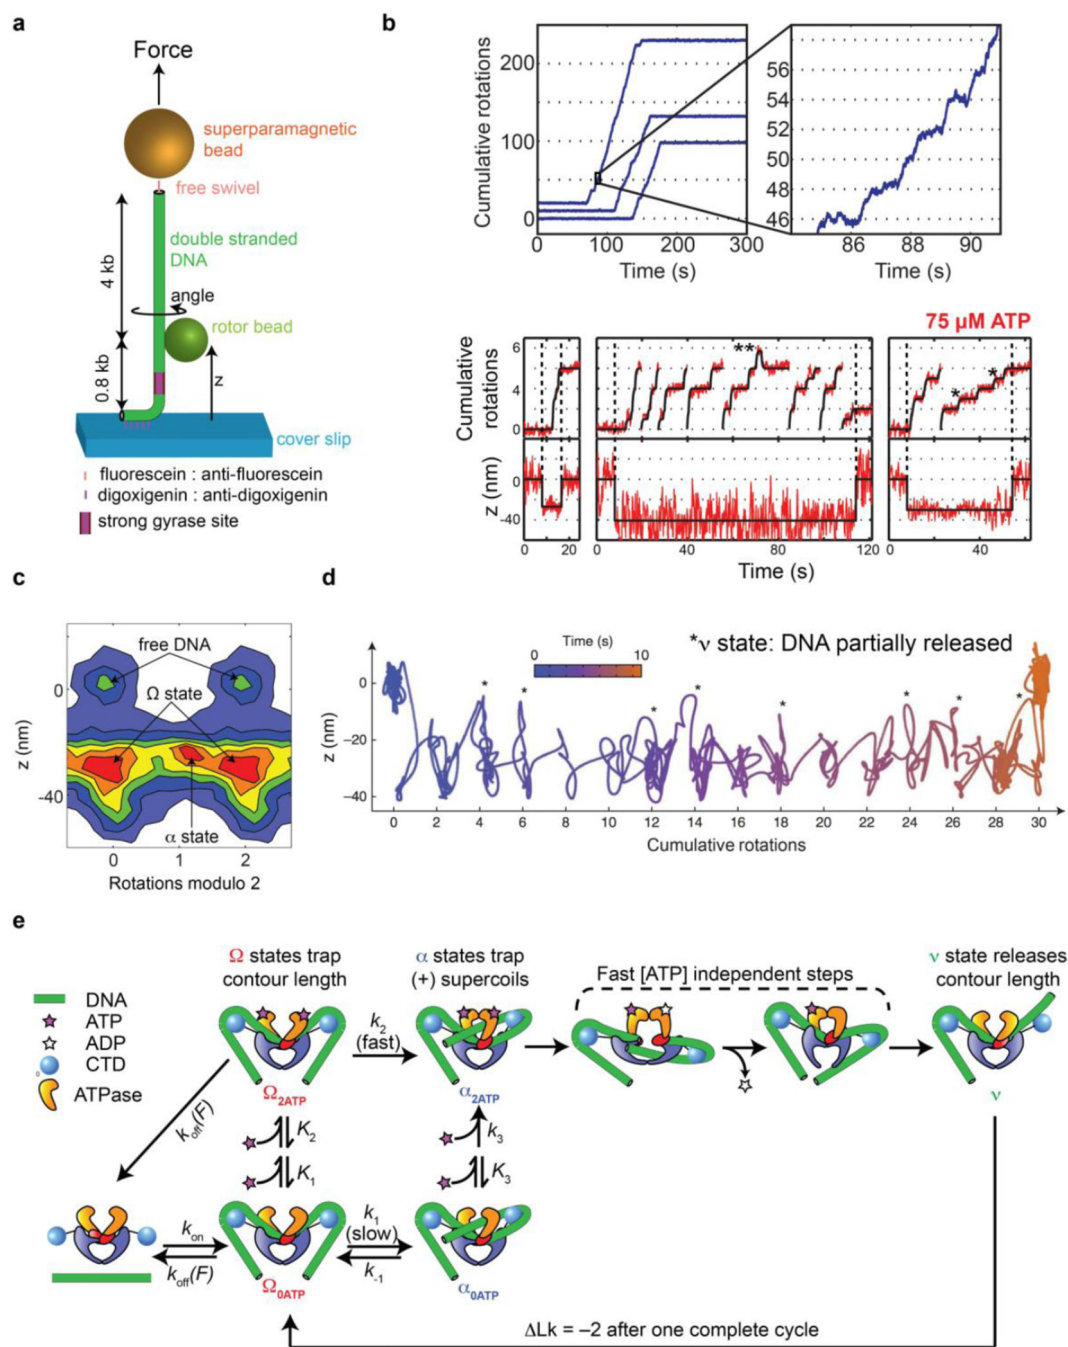 a
Force
superparamagnetic
bead
free swivel
double stranded
DNA
4 kb
angle
rotor bead
0.8 kb
z
cover slip
fluorescein : anti-fluorescein
digoxigenin : anti-digoxigenin
strong gyrase site
b
Cumulative rotations
200
100
0
0 100 200 300
Time (s)
56
54
52
50
48
46
86 88 90
Time (s)
75 µM ATP
Cumulative
rotations
6
4
2
0
**
*
*
z (nm)
0
-40
0 20
0 40 80 120
0 40
Time (s)
c
free DNA
Ω state
α state
z (nm)
0
-40
0 1 2
Rotations modulo 2
d
Time (s)
0 10
*ν state: DNA partially released
* * * * * * * *
z (nm)
0
−20
−40
0 2 4 6 8 10 12 14 16 18 20 22 24 26 28 30
Cumulative rotations
e
DNA
ATP
ADP
CTD
ATPase
Ω states trap
contour length
α states trap
(+) supercoils
Fast [ATP] independent steps
ν state releases
contour length
k2
(fast)
Ω2ATP
α2ATP
ν
koff(F)
K2
K1
k3
K3
kon
koff(F)
k1
(slow)
k-1
Ω0ATP
α0ATP
ΔLk = −2 after one complete cycle